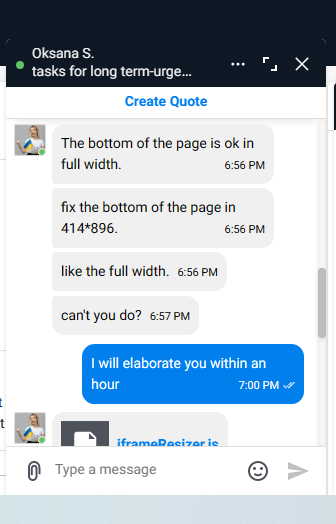 Oksana S.
tasks for long term-urge...
Create Quote
The bottom of the page is ok in
full width. 6:56 PM
fix the bottom of the page in
414*896. 6:56 PM
like the full width. 6:56 PM
can't you do? 6:57 PM
I will elaborate you within an
hour 7:00 PM
iframeResizer.js
Type a message